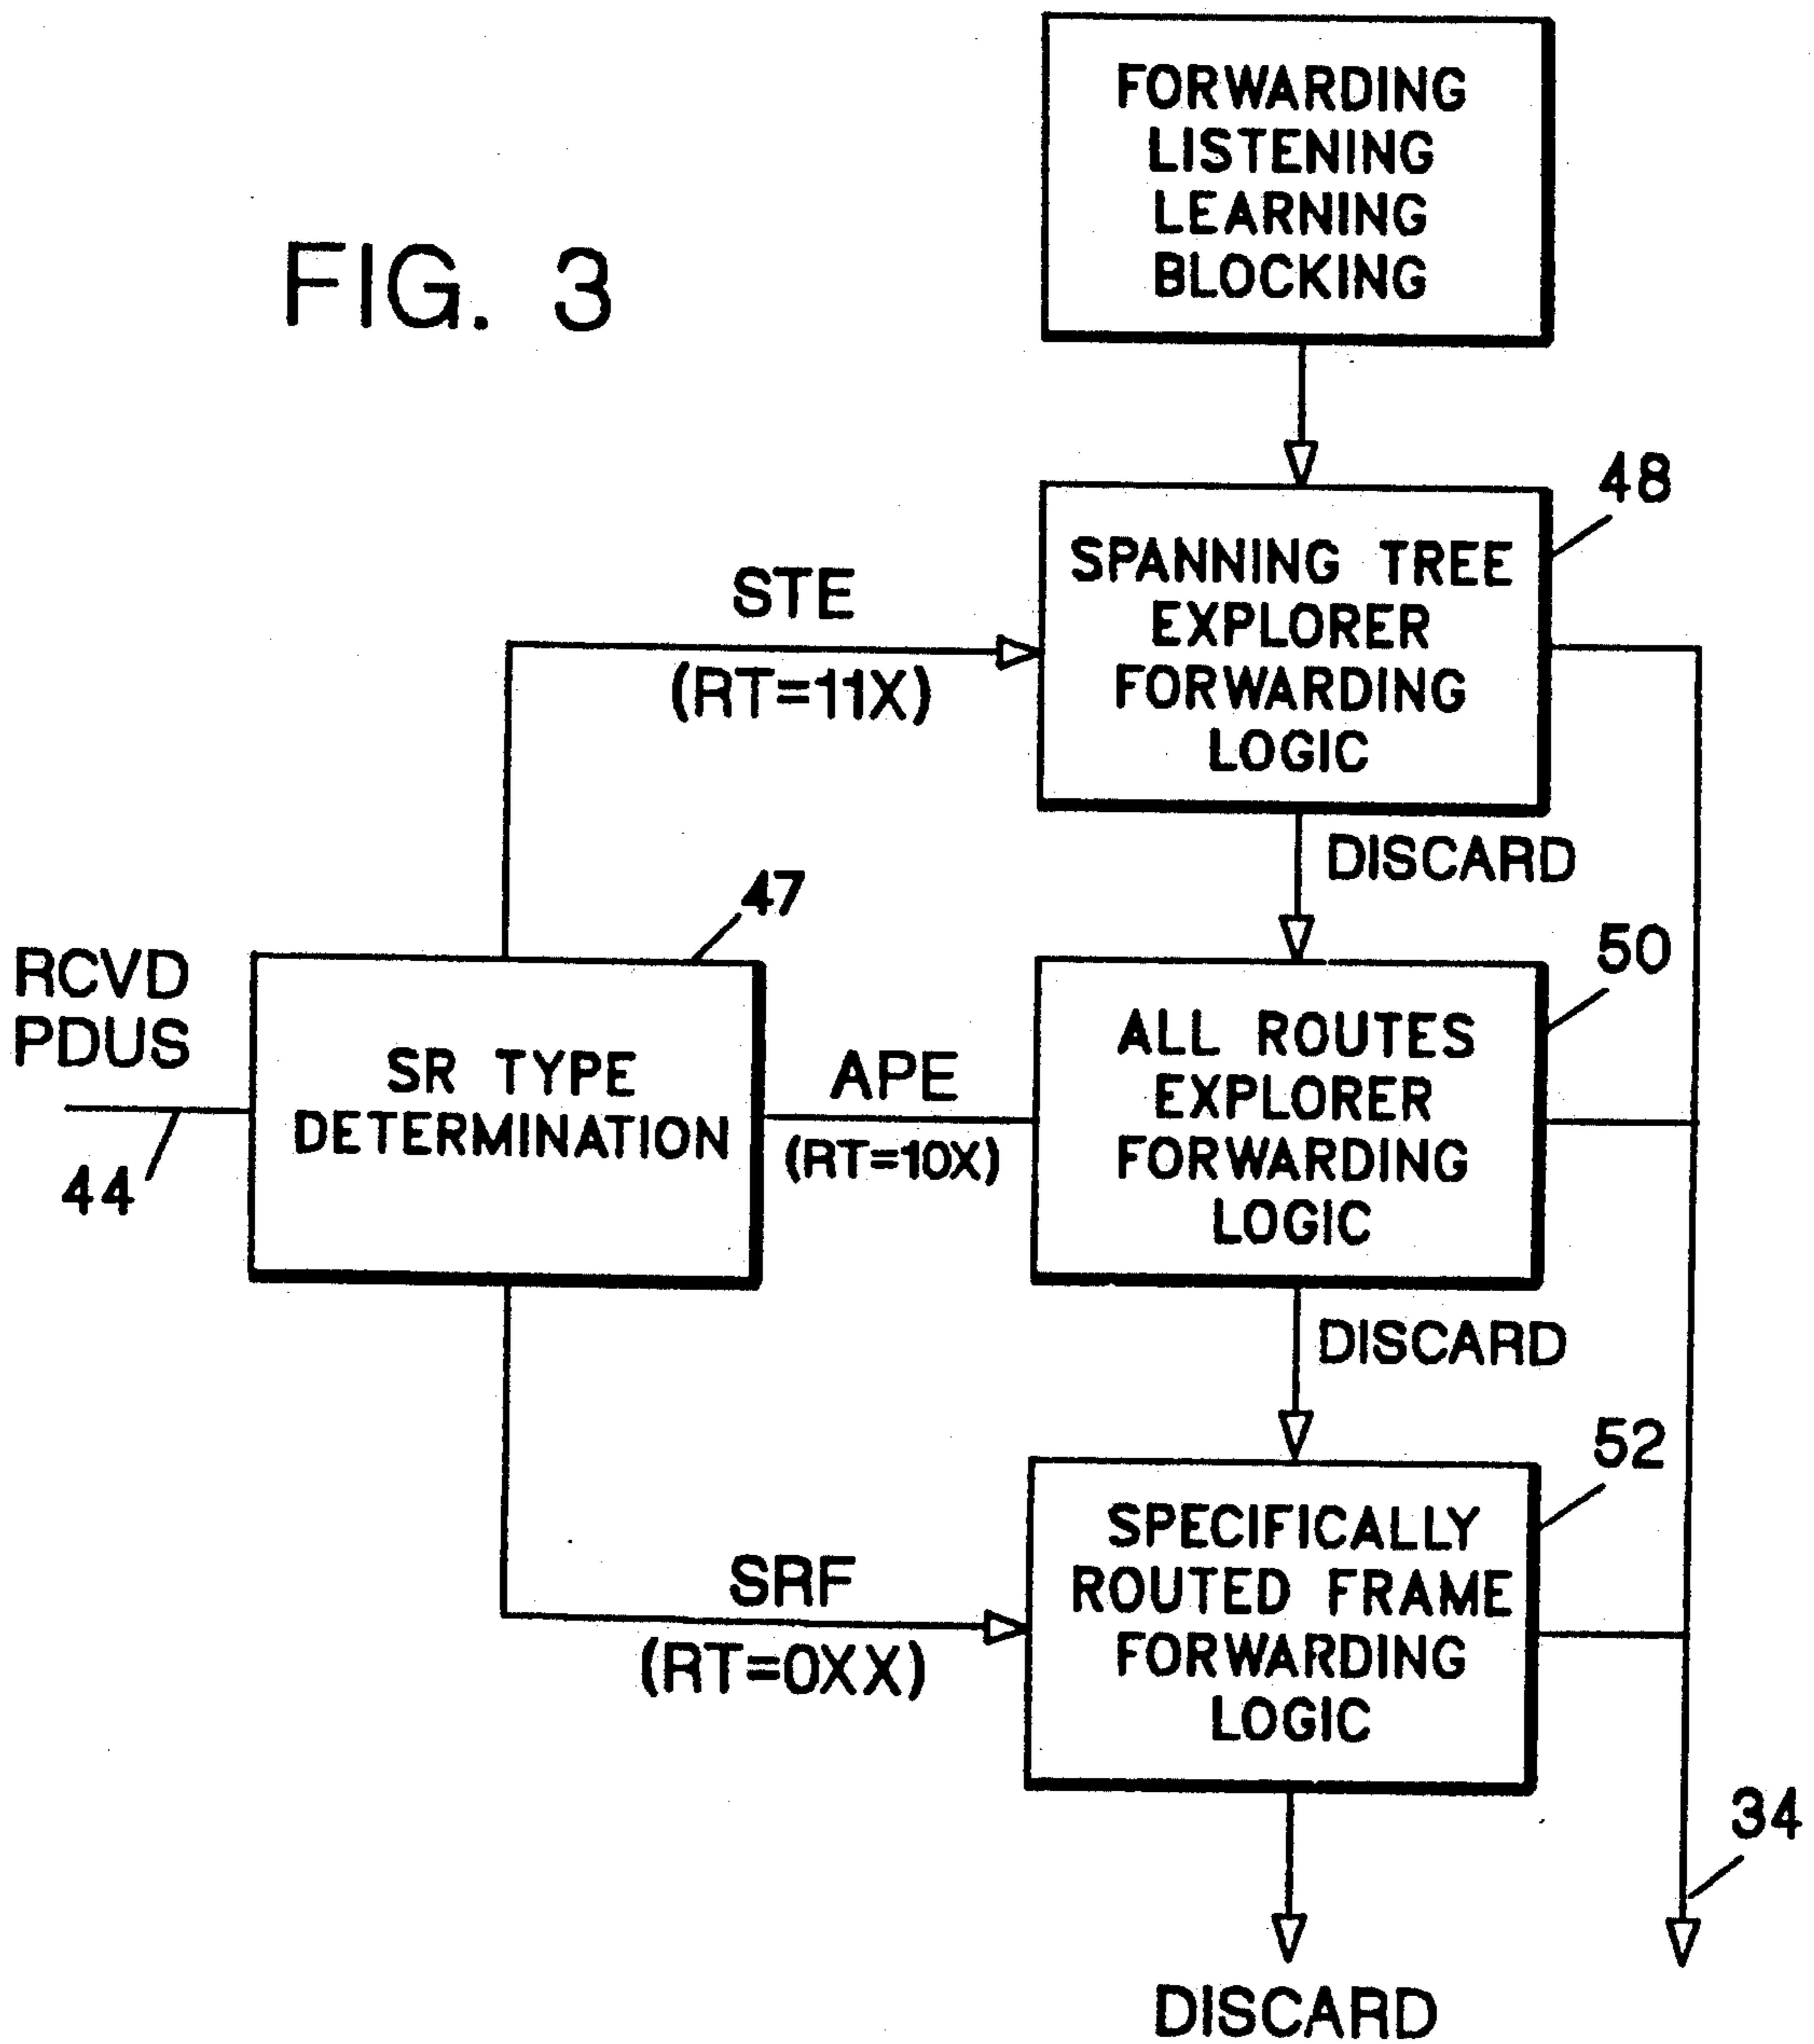 FORWARDING
LISTENING
LEARNING
BLOCKING
FIG. 3
48
SPANNING TREE
EXPLORER
FORWARDING
LOGIC
STE
(RT=11X)
DISCARD
47
RCVD
PDUS
44
SR TYPE
DETERMINATION
APE
(RT=10X)
50
ALL ROUTES
EXPLORER
FORWARDING
LOGIC
DISCARD
52
SPECIFICALLY
ROUTED FRAME
FORWARDING
LOGIC
SRF
(RT=0XX)
34
DISCARD